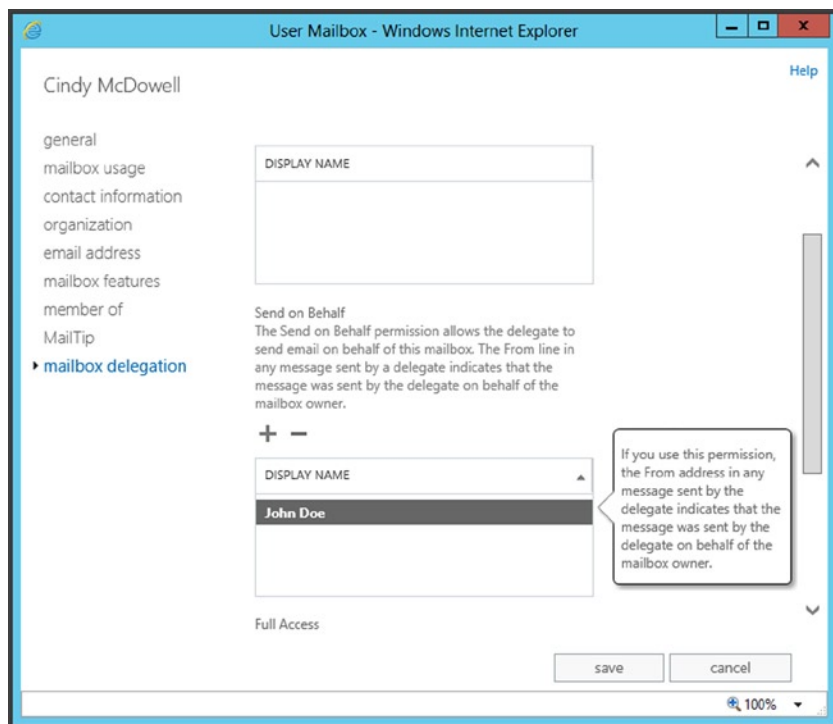 User Mailbox - Windows Internet Explorer
Help
Cindy McDowell
general
mailbox usage
contact information
organization
email address
mailbox features
member of
MailTip
mailbox delegation
DISPLAY NAME
Send on Behalf
The Send on Behalf permission allows the delegate to
send email on behalf of this mailbox. The From line in
any message sent by a delegate indicates that the
message was sent by the delegate on behalf of the
mailbox owner.
DISPLAY NAME
John Doe
If you use this permission,
the From address in any
message sent by the
delegate indicates that the
message was sent by the
delegate on behalf of the
mailbox owner.
Full Access
save
cancel
100%